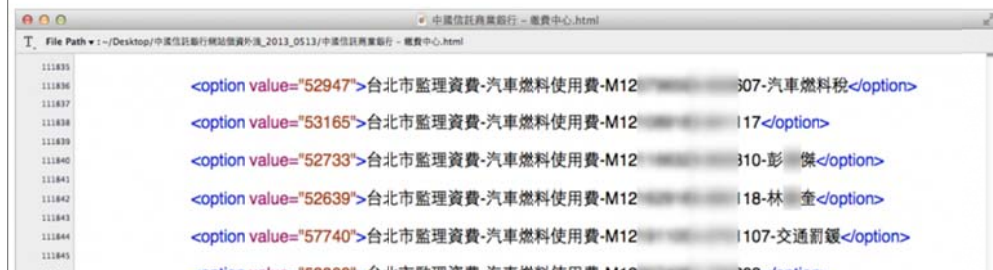 中國信託商業銀行 – 繳費中心.html
File Path ▾ : ~/Desktop/中國信託銀行網站個資外洩_2013_0513/中國信託商業銀行 – 繳費中心.html
111835
111836 <option value="52947">台北市監理資費-汽車燃料使用費-M12 607-汽車燃料稅</option>
111837
111838 <option value="53165">台北市監理資費-汽車燃料使用費-M12 117</option>
111839
111840 <option value="52733">台北市監理資費-汽車燃料使用費-M12 310-彭 傑</option>
111841
111842 <option value="52639">台北市監理資費-汽車燃料使用費-M12 118-林 奎</option>
111843
111844 <option value="57740">台北市監理資費-汽車燃料使用費-M12 107-交通罰鍰</option>
111845